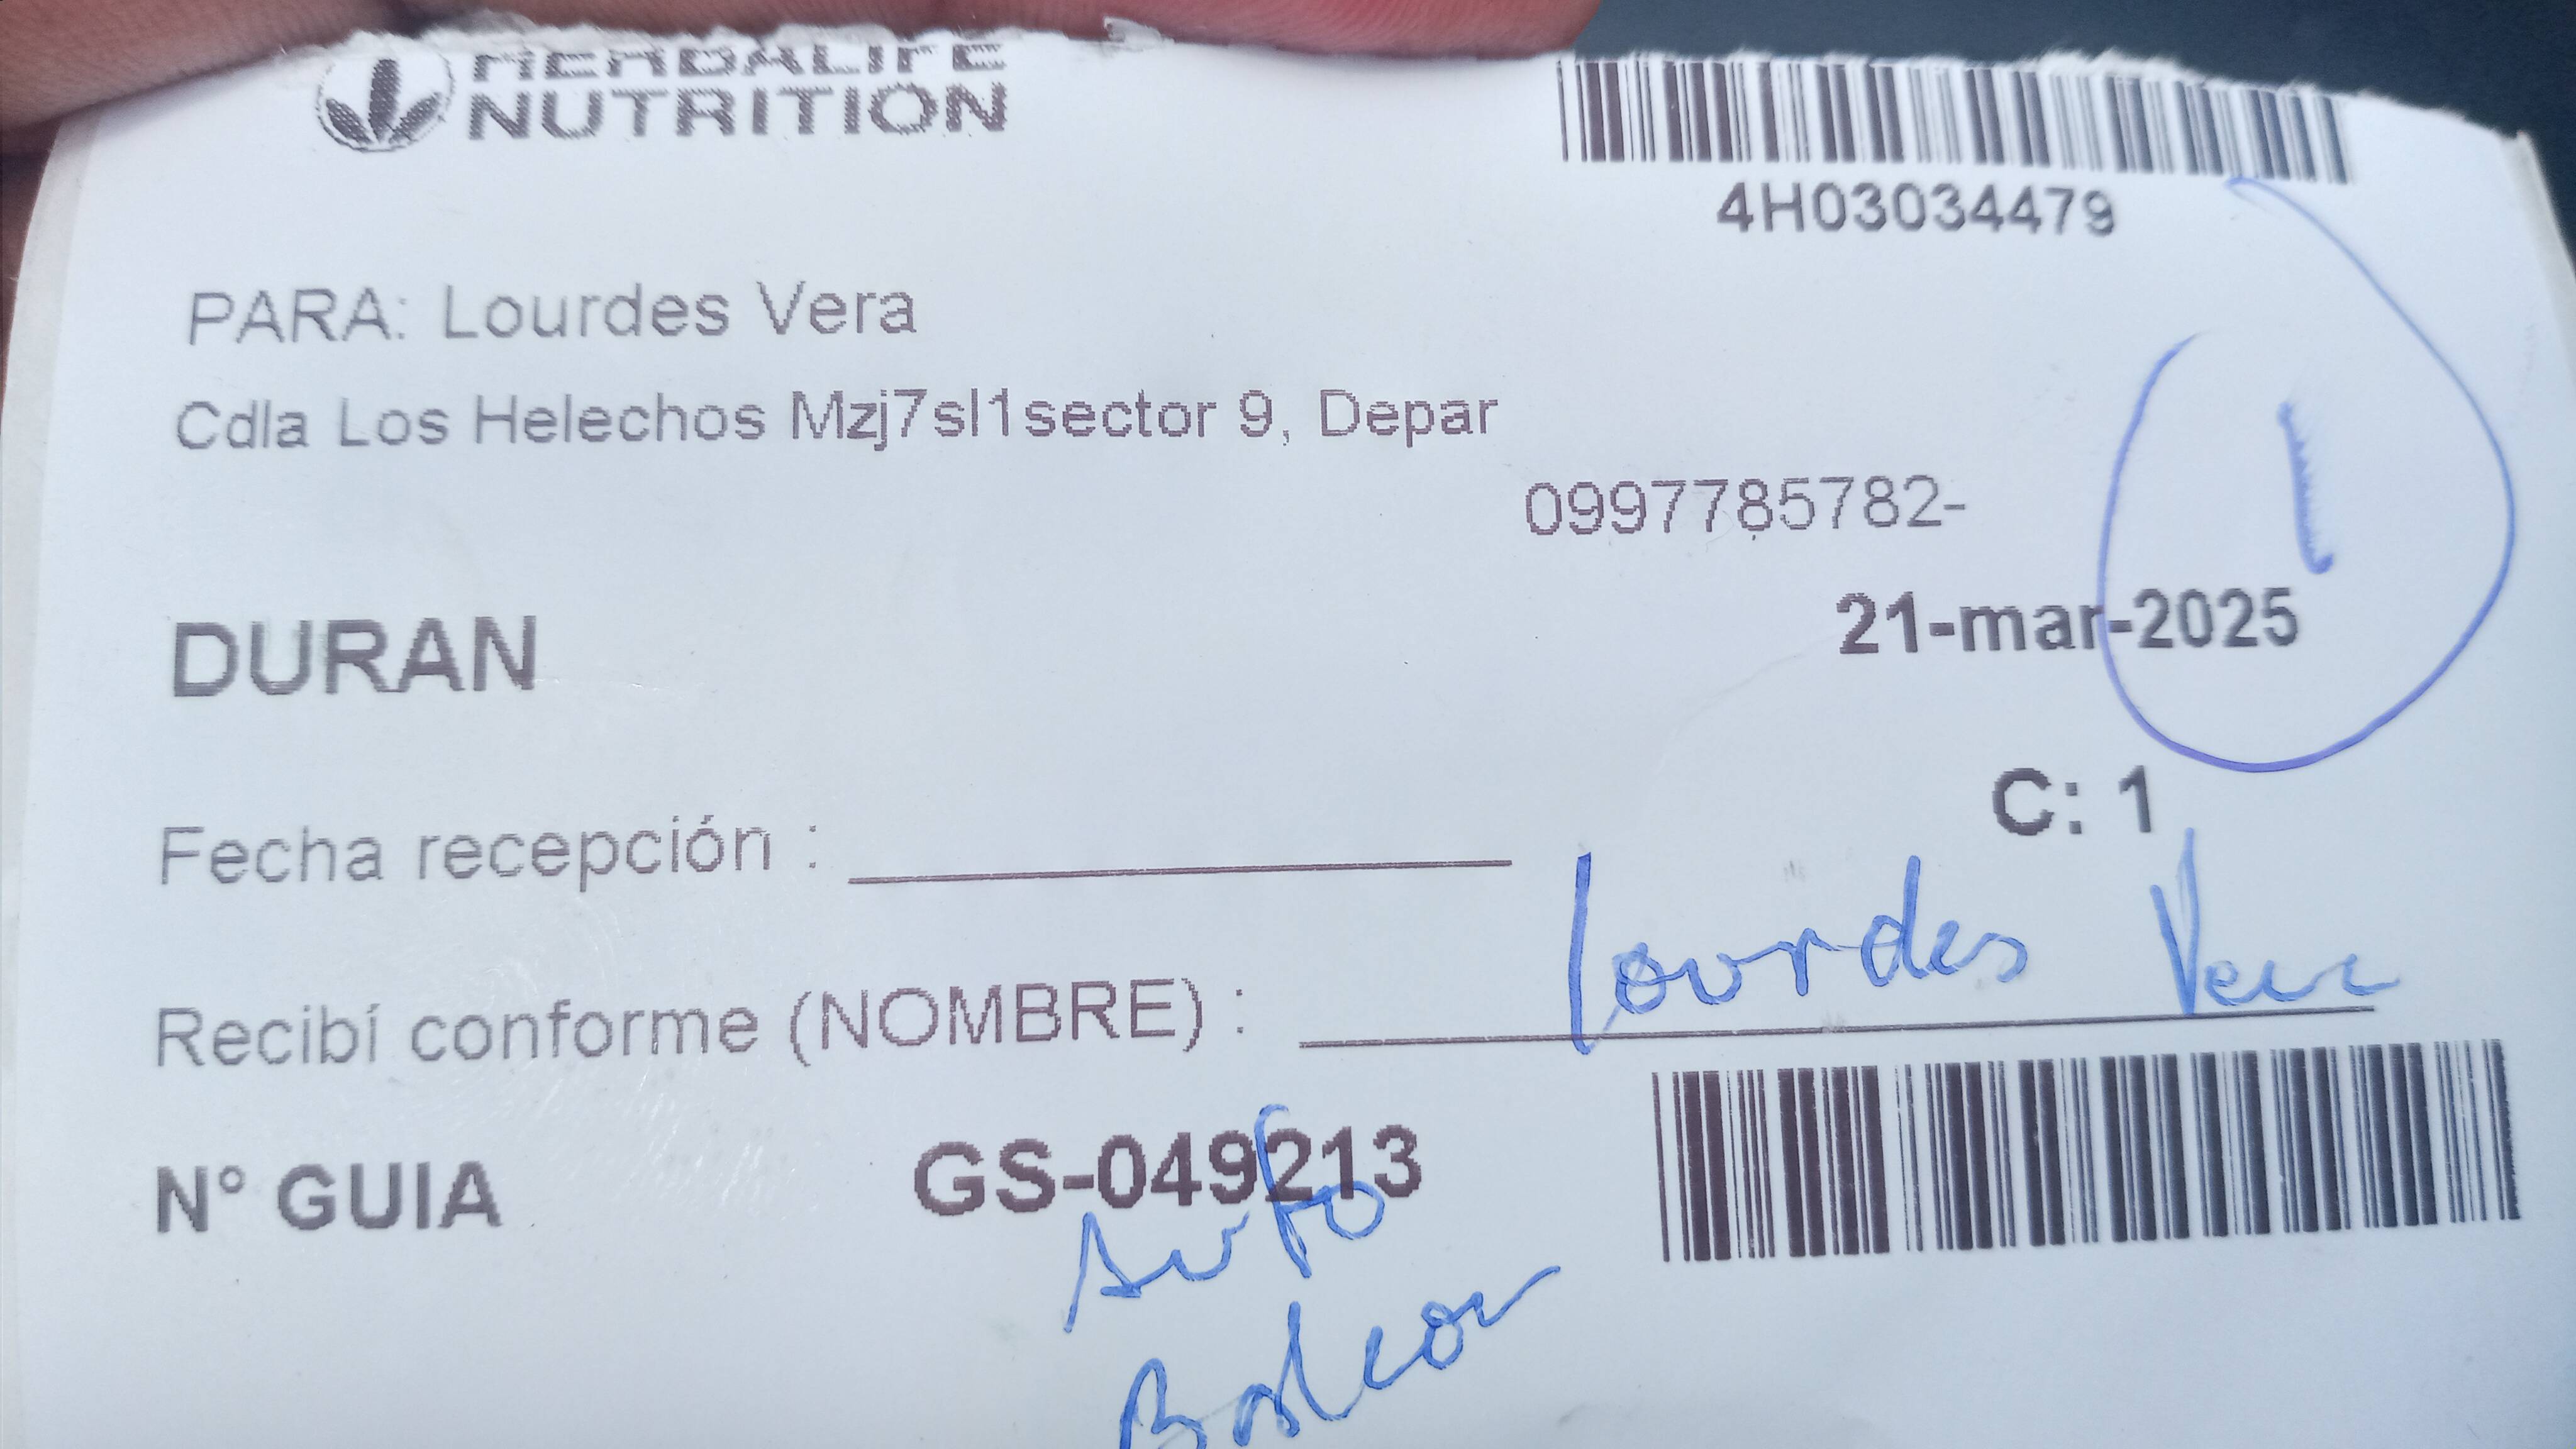 HERBALIFE
NUTRITION
4H03034479
PARA: Lourdes Vera
Cdla Los Helechos Mzj7sl1sector 9, Depar
0997785782-
1
DURAN
21-mar-2025
C: 1
Fecha recepción :
Recibí conforme (NOMBRE) : Lourdes Vera
N° GUIA GS-049213